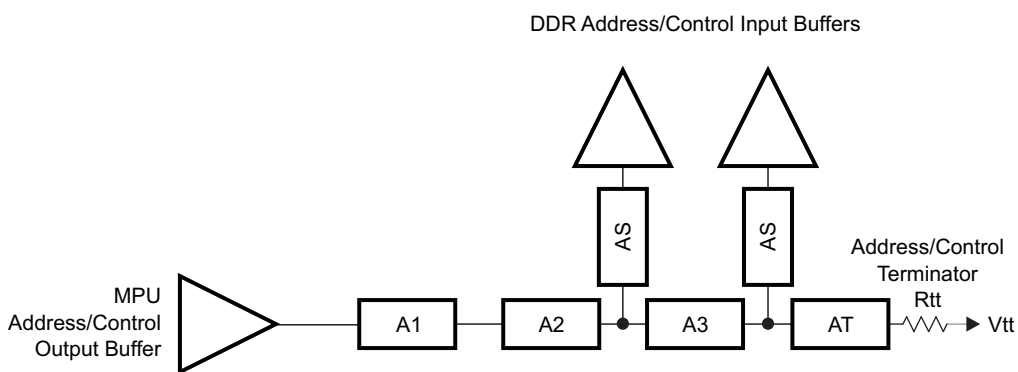 DDR Address/Control Input Buffers
AS
AS
Address/Control
Terminator
Rtt
MPU
Address/Control
Output Buffer
A1
A2
A3
AT
Vtt